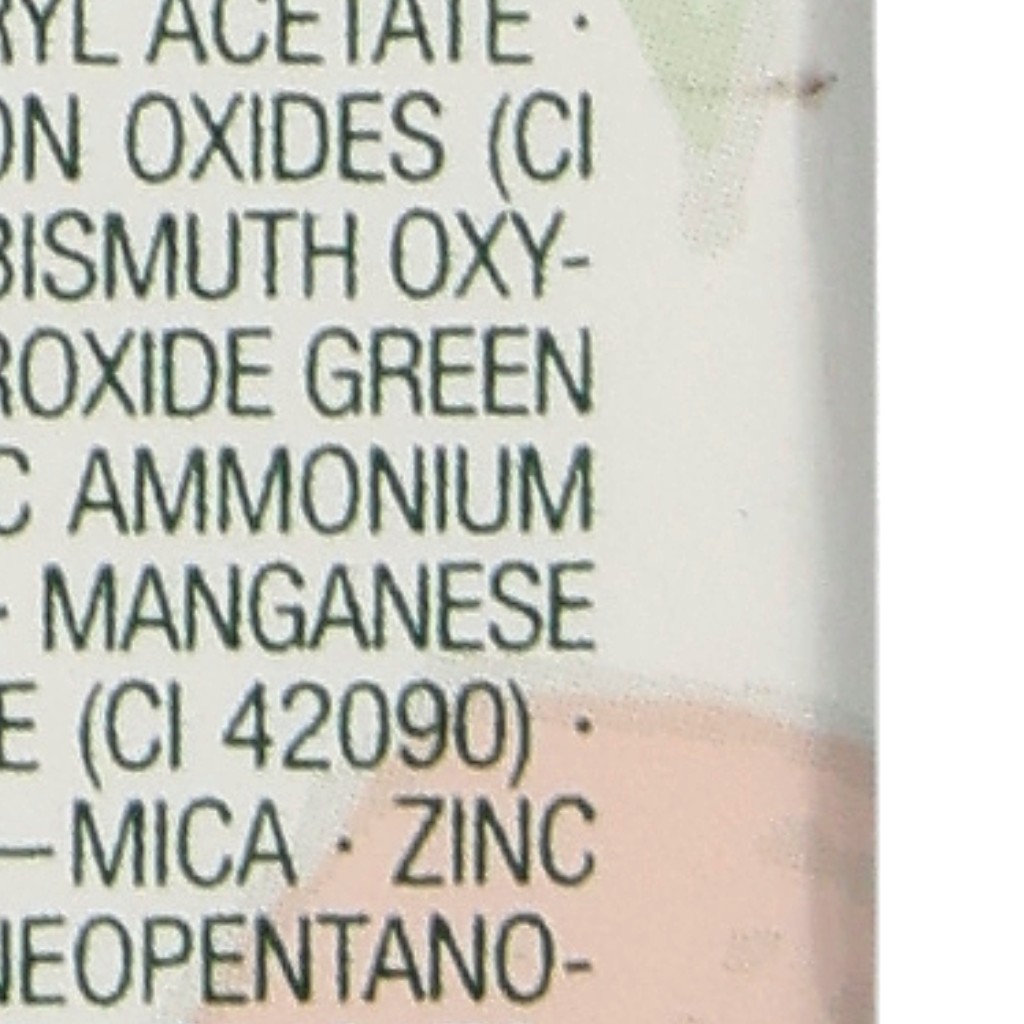 RYL ACETATE ·
ON OXIDES (CI
BISMUTH OXY-
ROXIDE GREEN
C AMMONIUM
· MANGANESE
E (CI 42090) ·
—MICA · ZINC
NEOPENTANO-